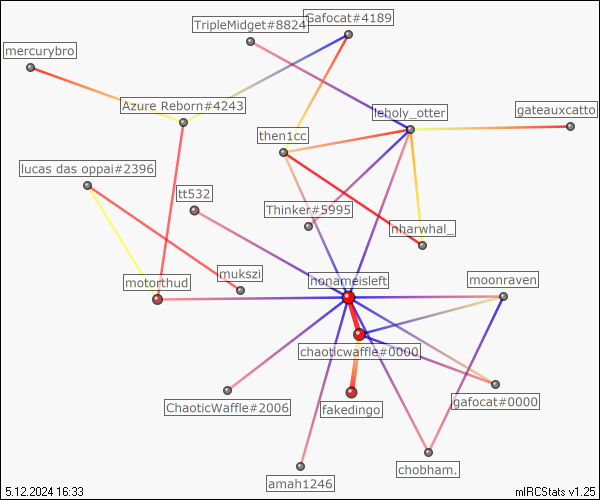 TripleMidget#8824
Gafocat#4189
mercurybro
Azure Reborn#4243
leholy_otter
gateauxcatto
then1cc
lucas das oppai#2396
tt532
Thinker#5995
nharwhal_
motorthud
mukszi
nonameisleft
moonraven
chaoticwaffle#0000
ChaoticWaffle#2006
fakedingo
gafocat#0000
amah1246
chobham.
5.12.2024 16:33
mIRCStats v1.25